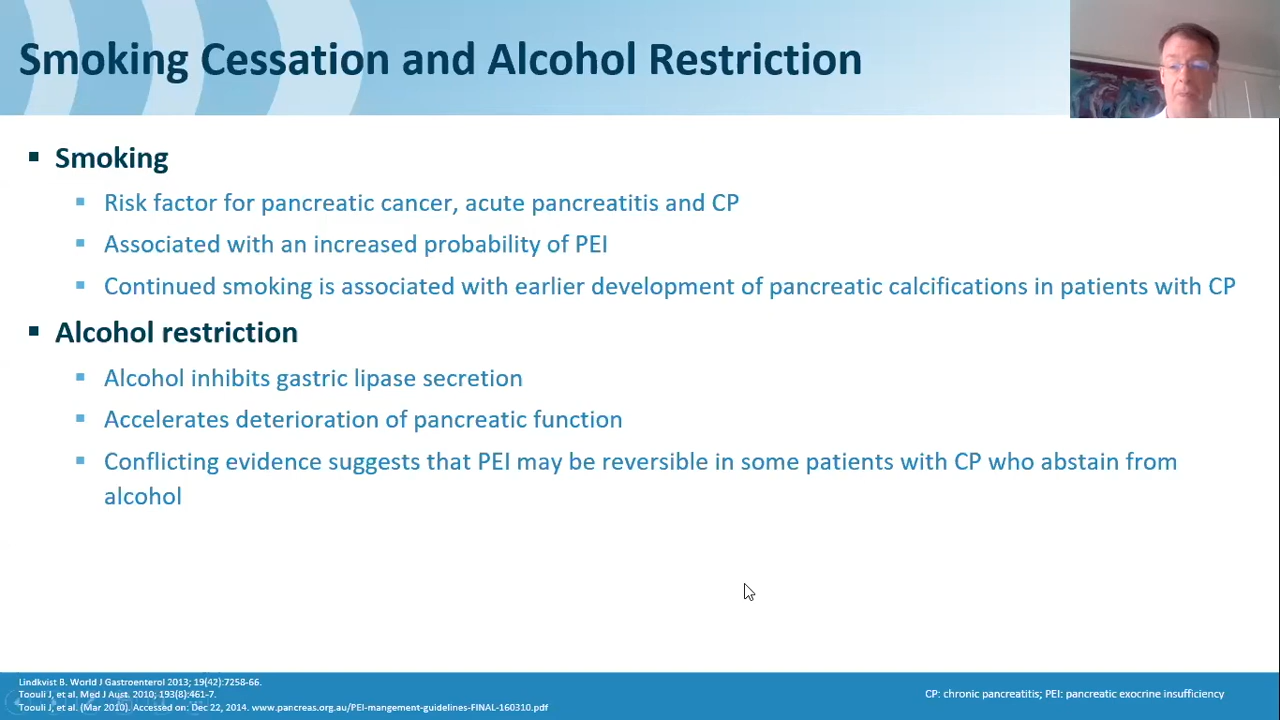 Smoking Cessation and Alcohol Restriction
Smoking
Risk factor for pancreatic cancer, acute pancreatitis and CP
Associated with an increased probability of PEI
Continued smoking is associated with earlier development of pancreatic calcifications in patients with CP
Alcohol restriction
Alcohol inhibits gastric lipase secretion
Accelerates deterioration of pancreatic function
Conflicting evidence suggests that PEI may be reversible in some patients with CP who abstain from
alcohol
Lindkvist B. World J Gastroenterol 2013; 19(42):7258-66.
Toouli J, et al. Med J Aust. 2010; 193(8):461-7.
Toouli J, et al. (Mar 2010). Accessed on: Dec 22, 2014. www.pancreas.org.au/PEI-mangement-guidelines-FINAL-160310.pdf
CP: chronic pancreatitis; PEI: pancreatic exocrine insufficiency